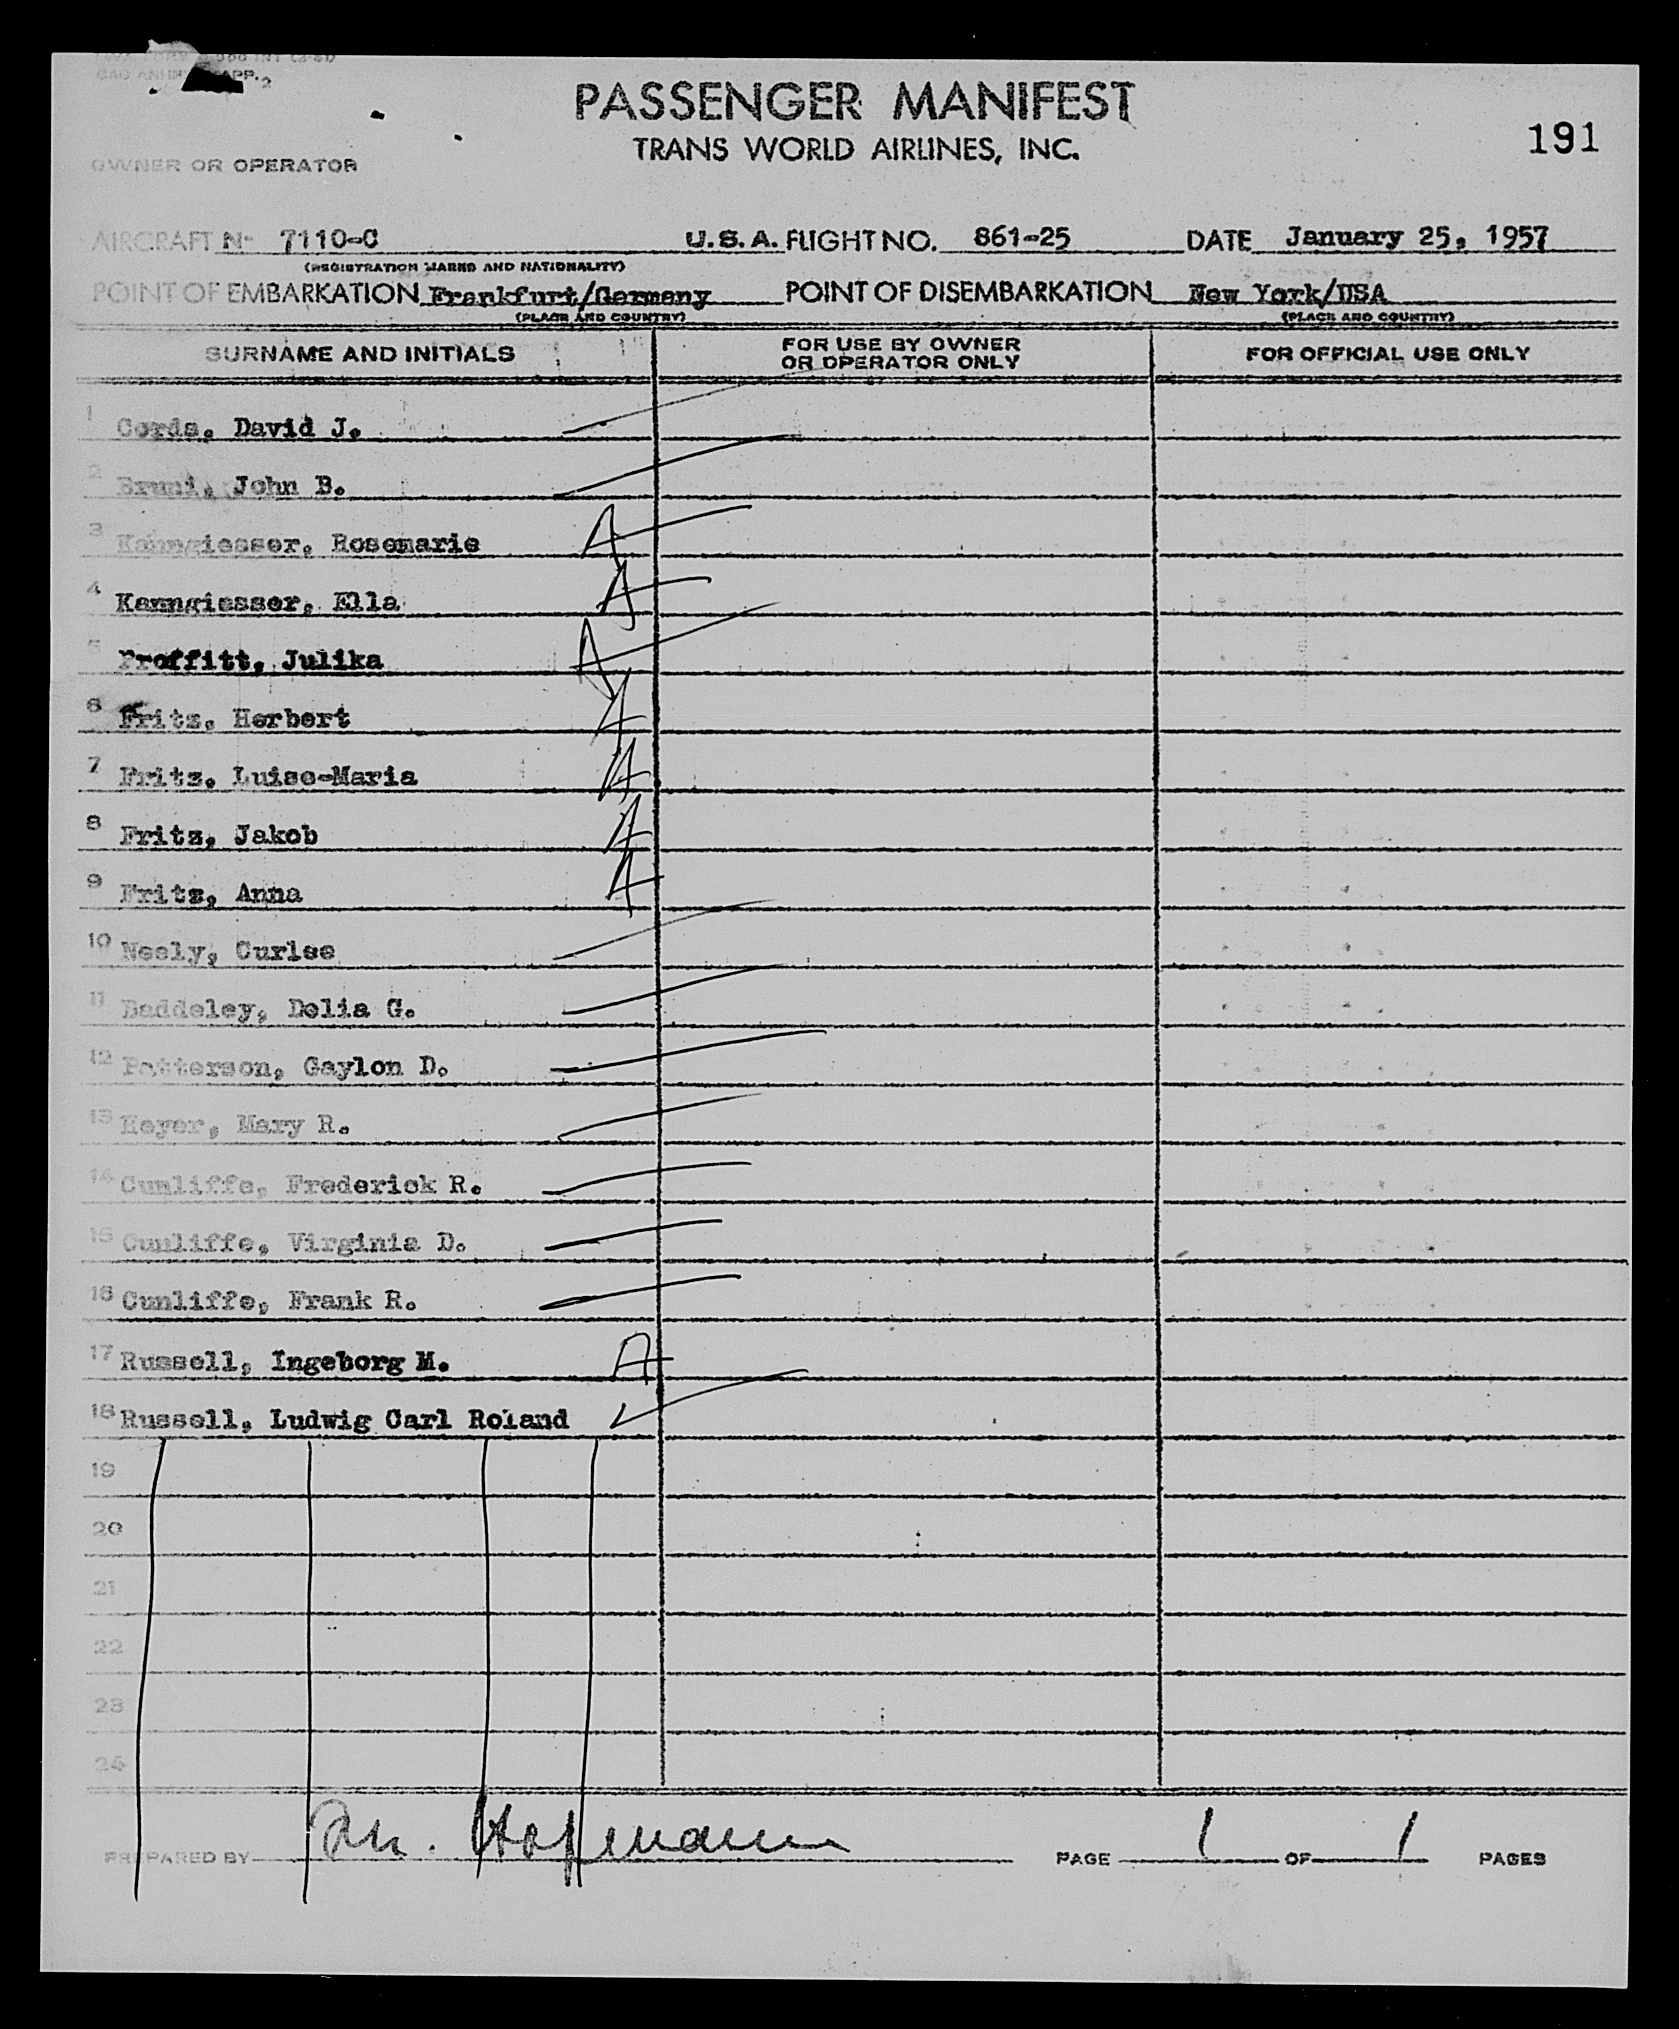 PASSENGER MANIFEST
TRANS WORLD AIRLINES, INC.
191
OWNER OR OPERATOR
AIRCRAFT N- 7110-C U.S.A. FLIGHT NO. 861-25 DATE January 25, 1957
(REGISTRATION MARKS AND NATIONALITY)
POINT OF EMBARKATION Frankfurt/Germany POINT OF DISEMBARKATION New York/USA
(PLACE AND COUNTRY) (PLACE AND COUNTRY)
SURNAME AND INITIALS FOR USE BY OWNER OR OPERATOR ONLY FOR OFFICIAL USE ONLY
1 Cords, David J.
2 Bruni, John B.
3 Kanngiesser, Rosemarie A
4 Kanngiesser, Ella A
5 Proffitt, Julika A
6 Fritz, Herbert A
7 Fritz, Luise-Maria A
8 Fritz, Jakob A
9 Fritz, Anna A
10 Neely, Curlee
11 Baddeley, Delia G.
12 Patterson, Gaylon D.
13 Heyer, Mary R.
14 Cunliffe, Frederick R.
15 Cunliffe, Virginia D.
16 Cunliffe, Frank R.
17 Russell, Ingeborg M. A
18 Russell, Ludwig Carl Roland
19
20
21
22
23
24
PREPARED BY Hoffmann PAGE 1 OF 1 PAGES